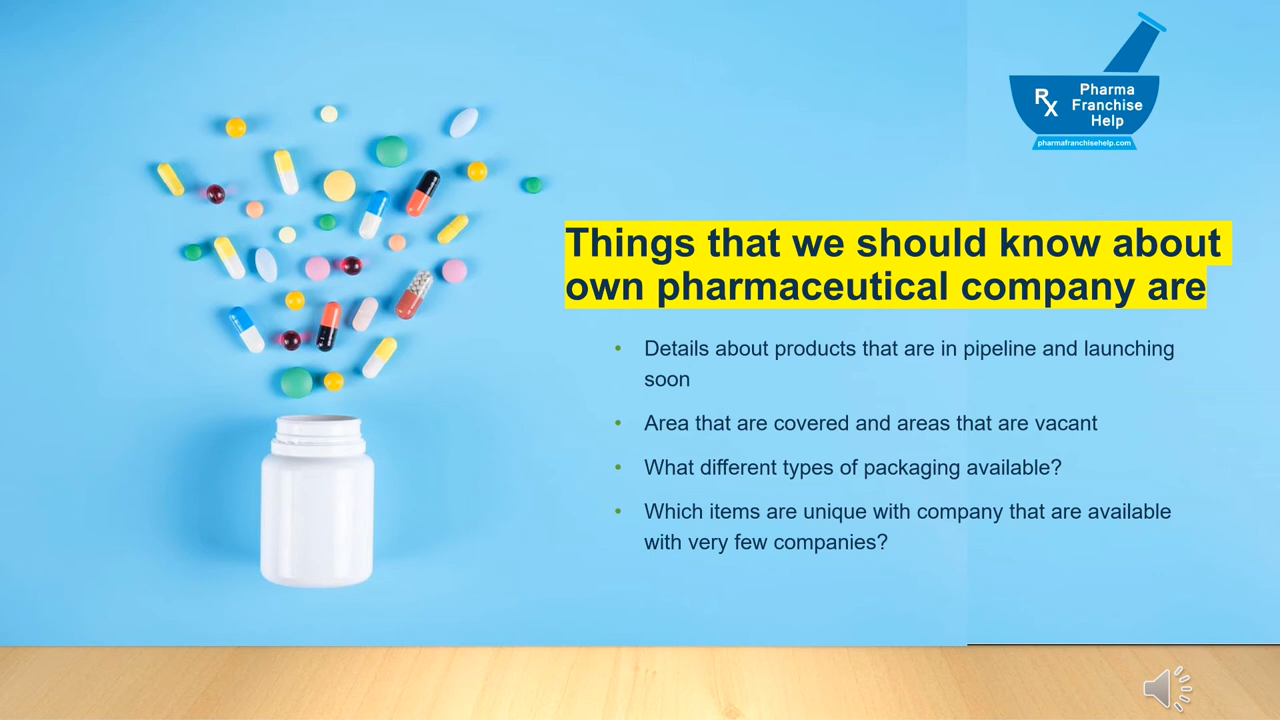 Rx
Pharma
Franchise
Help
pharmafranchisehelp.com
Things that we should know about
own pharmaceutical company are
• Details about products that are in pipeline and launching
soon
• Area that are covered and areas that are vacant
• What different types of packaging available?
• Which items are unique with company that are available
with very few companies?